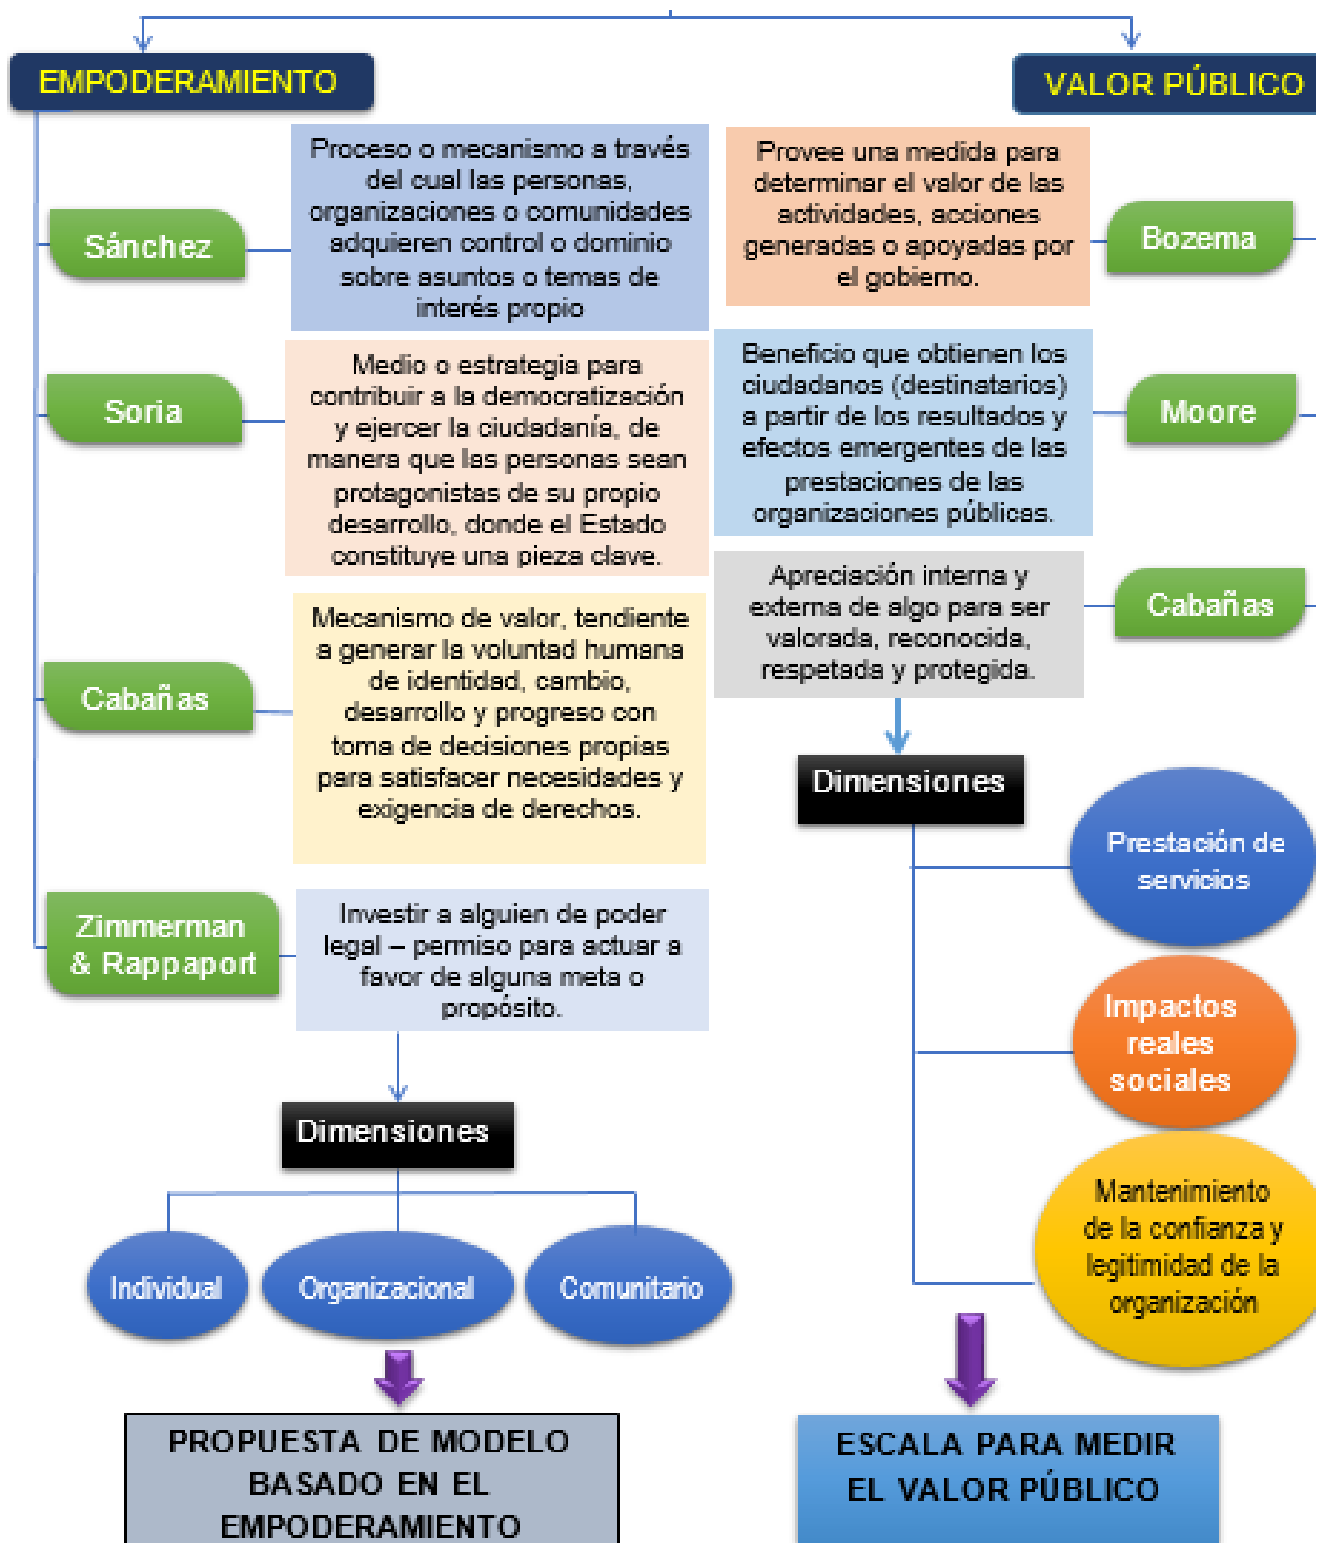 EMPODERAMIENTO
VALOR PÚBLICO
Sánchez
Proceso o mecanismo a través
del cual las personas,
organizaciones o comunidades
adquieren control o dominio
sobre asuntos o temas de
interés propio
Provee una medida para
determinar el valor de las
actividades, acciones
generadas o apoyadas por
el gobierno.
Bozema
Soria
Medio o estrategia para
contribuir a la democratización
y ejercer la ciudadanía, de
manera que las personas sean
protagonistas de su propio
desarrollo, donde el Estado
constituye una pieza clave.
Beneficio que obtienen los
ciudadanos (destinatarios)
a partir de los resultados y
efectos emergentes de las
prestaciones de las
organizaciones públicas.
Moore
Cabañas
Mecanismo de valor, tendiente
a generar la voluntad humana
de identidad, cambio,
desarrollo y progreso con
toma de decisiones propias
para satisfacer necesidades y
exigencia de derechos.
Apreciación interna y
externa de algo para ser
valorada, reconocida,
respetada y protegida.
Cabañas
Zimmerman
& Rappaport
Investir a alguien de poder
legal – permiso para actuar a
favor de alguna meta o
propósito.
Dimensiones
Prestación de
servicios
Impactos
reales
sociales
Mantenimiento
de la confianza y
legitimidad de la
organización
Dimensiones
Individual
Organizacional
Comunitario
PROPUESTA DE MODELO
BASADO EN EL
EMPODERAMIENTO
ESCALA PARA MEDIR
EL VALOR PÚBLICO